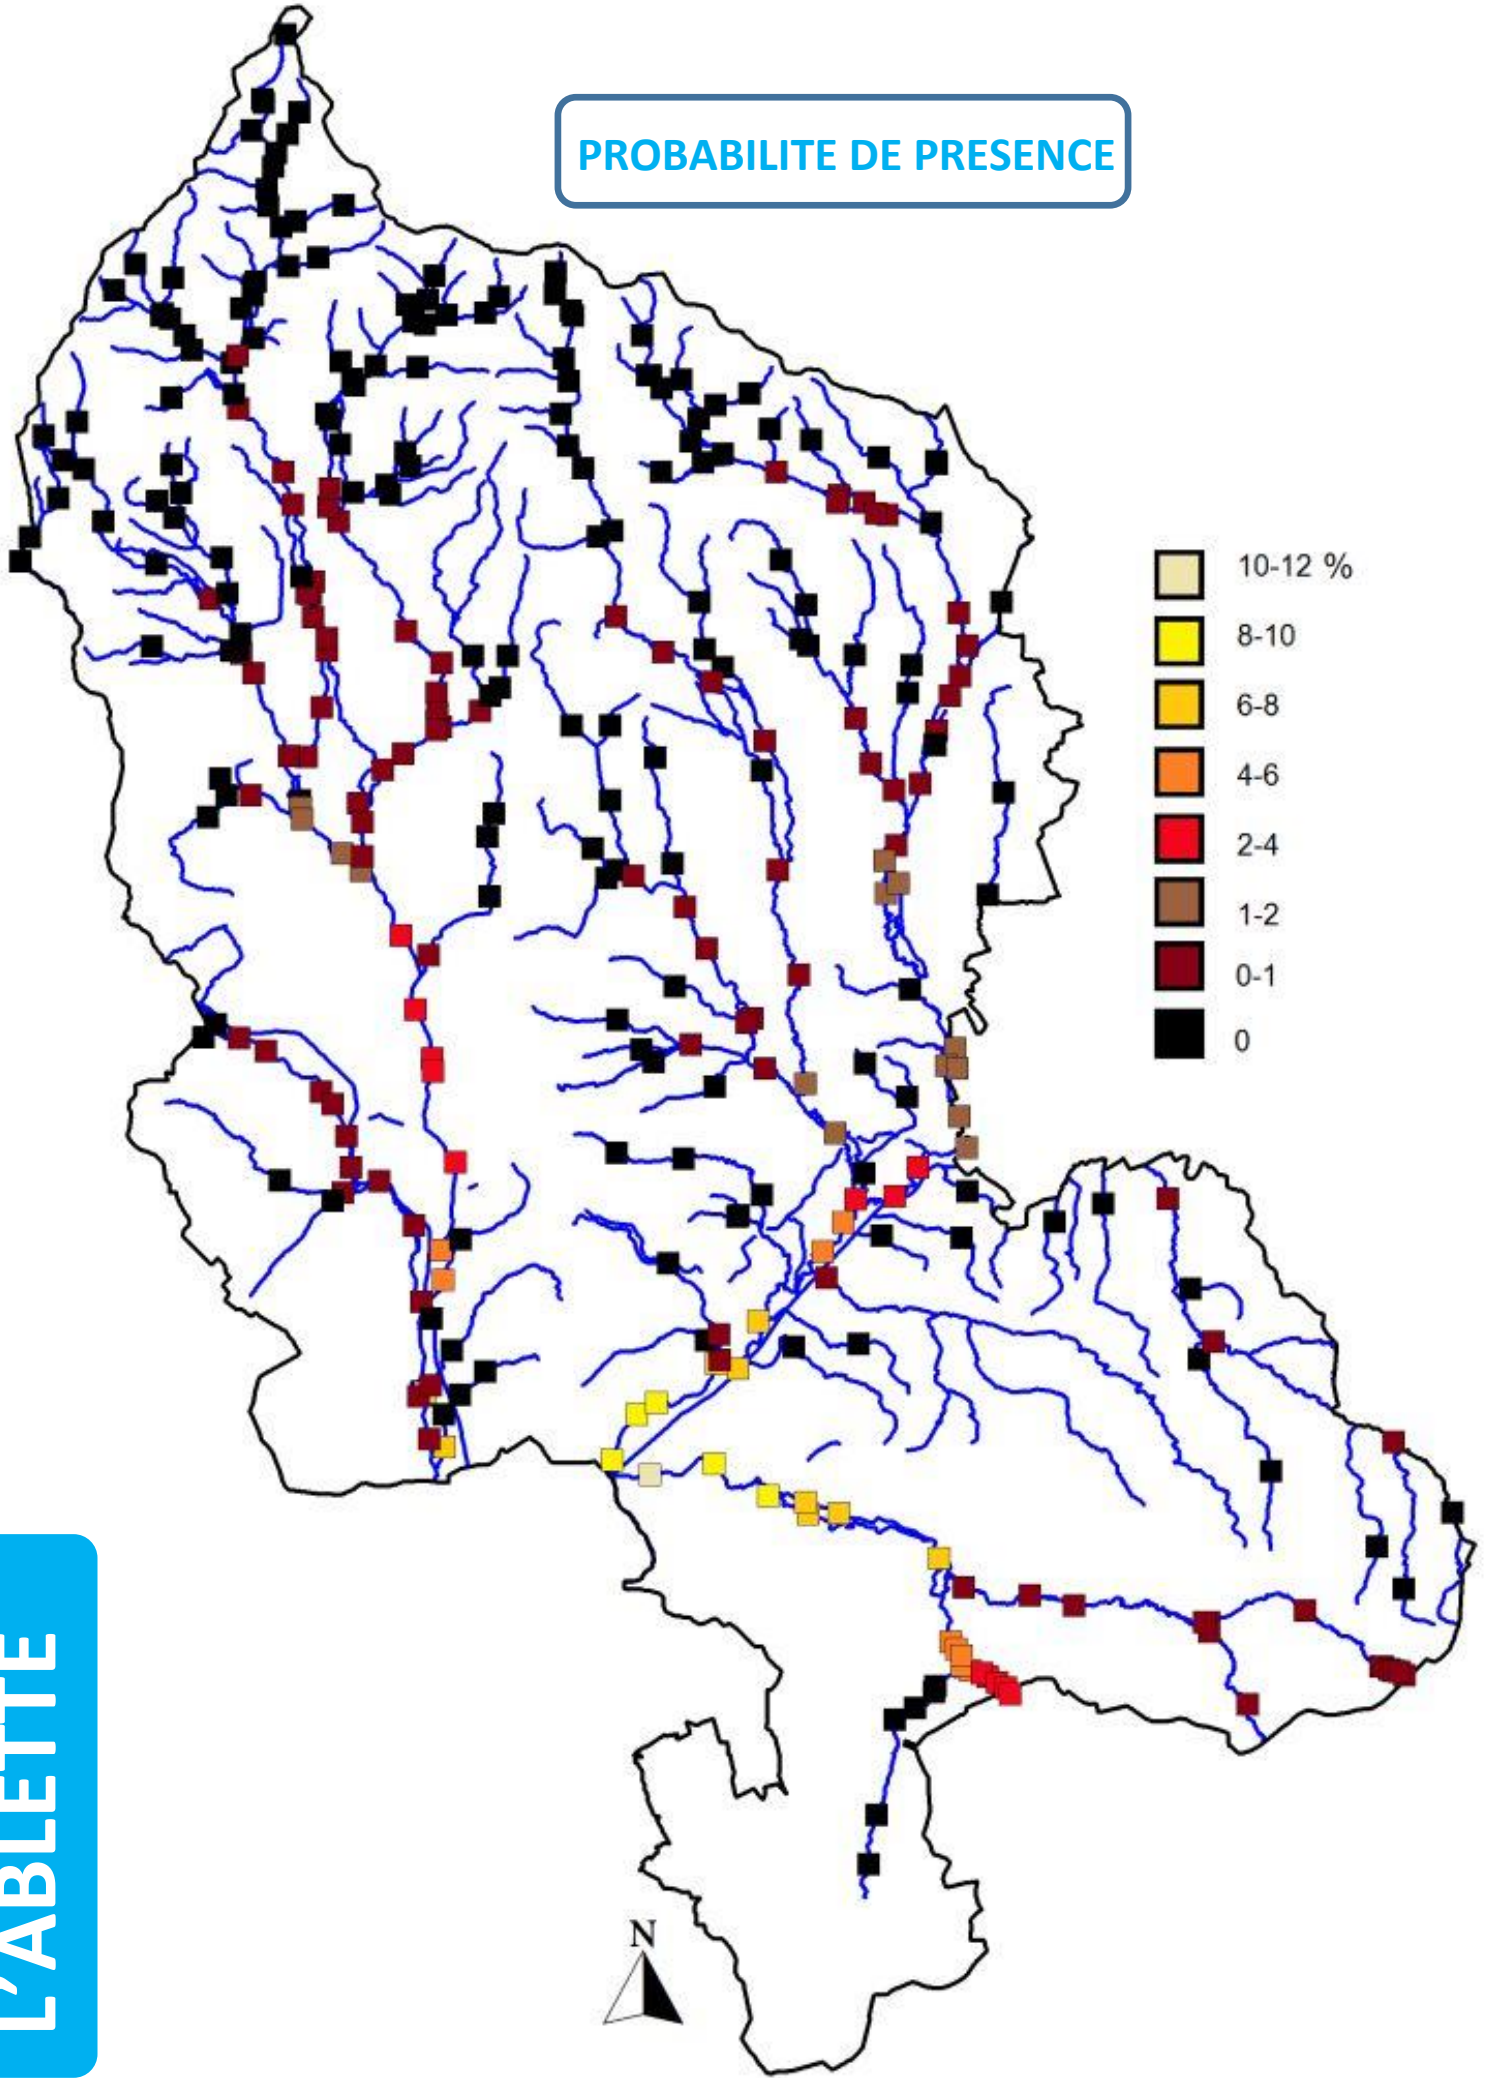 PROBABILITE DE PRESENCE
10-12 %
8-10
6-8
4-6
2-4
1-2
0-1
0
L'ABLETTE
N